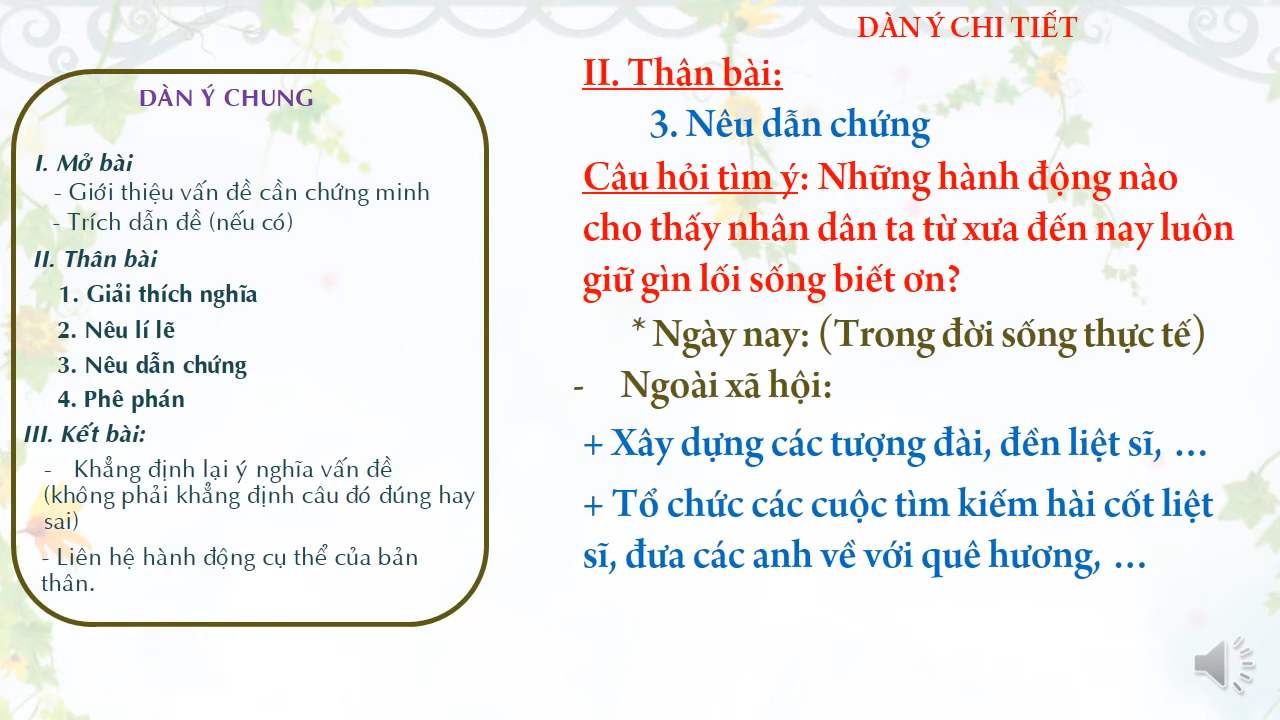 DÀN Ý CHUNG
I. Mở bài
- Giới thiệu vấn đề cần chứng minh
- Trích dẫn đề (nếu có)
II. Thân bài
1. Giải thích nghĩa
2. Nêu lí lẽ
3. Nêu dẫn chứng
4. Phê phán
III. Kết bài:
- Khẳng định lại ý nghĩa vấn đề
(không phải khẳng định câu đó đúng hay
sai)
- Liên hệ hành động cụ thể của bản
thân.
DÀN Ý CHI TIẾT
II. Thân bài:
3. Nêu dẫn chứng
Câu hỏi tìm ý: Những hành động nào
cho thấy nhân dân ta từ xưa đến nay luôn
giữ gìn lối sống biết ơn?
* Ngày nay: (Trong đời sống thực tế)
- Ngoài xã hội:
+ Xây dựng các tượng đài, đền liệt sĩ, ...
+ Tổ chức các cuộc tìm kiếm hài cốt liệt
sĩ, đưa các anh về với quê hương, ...